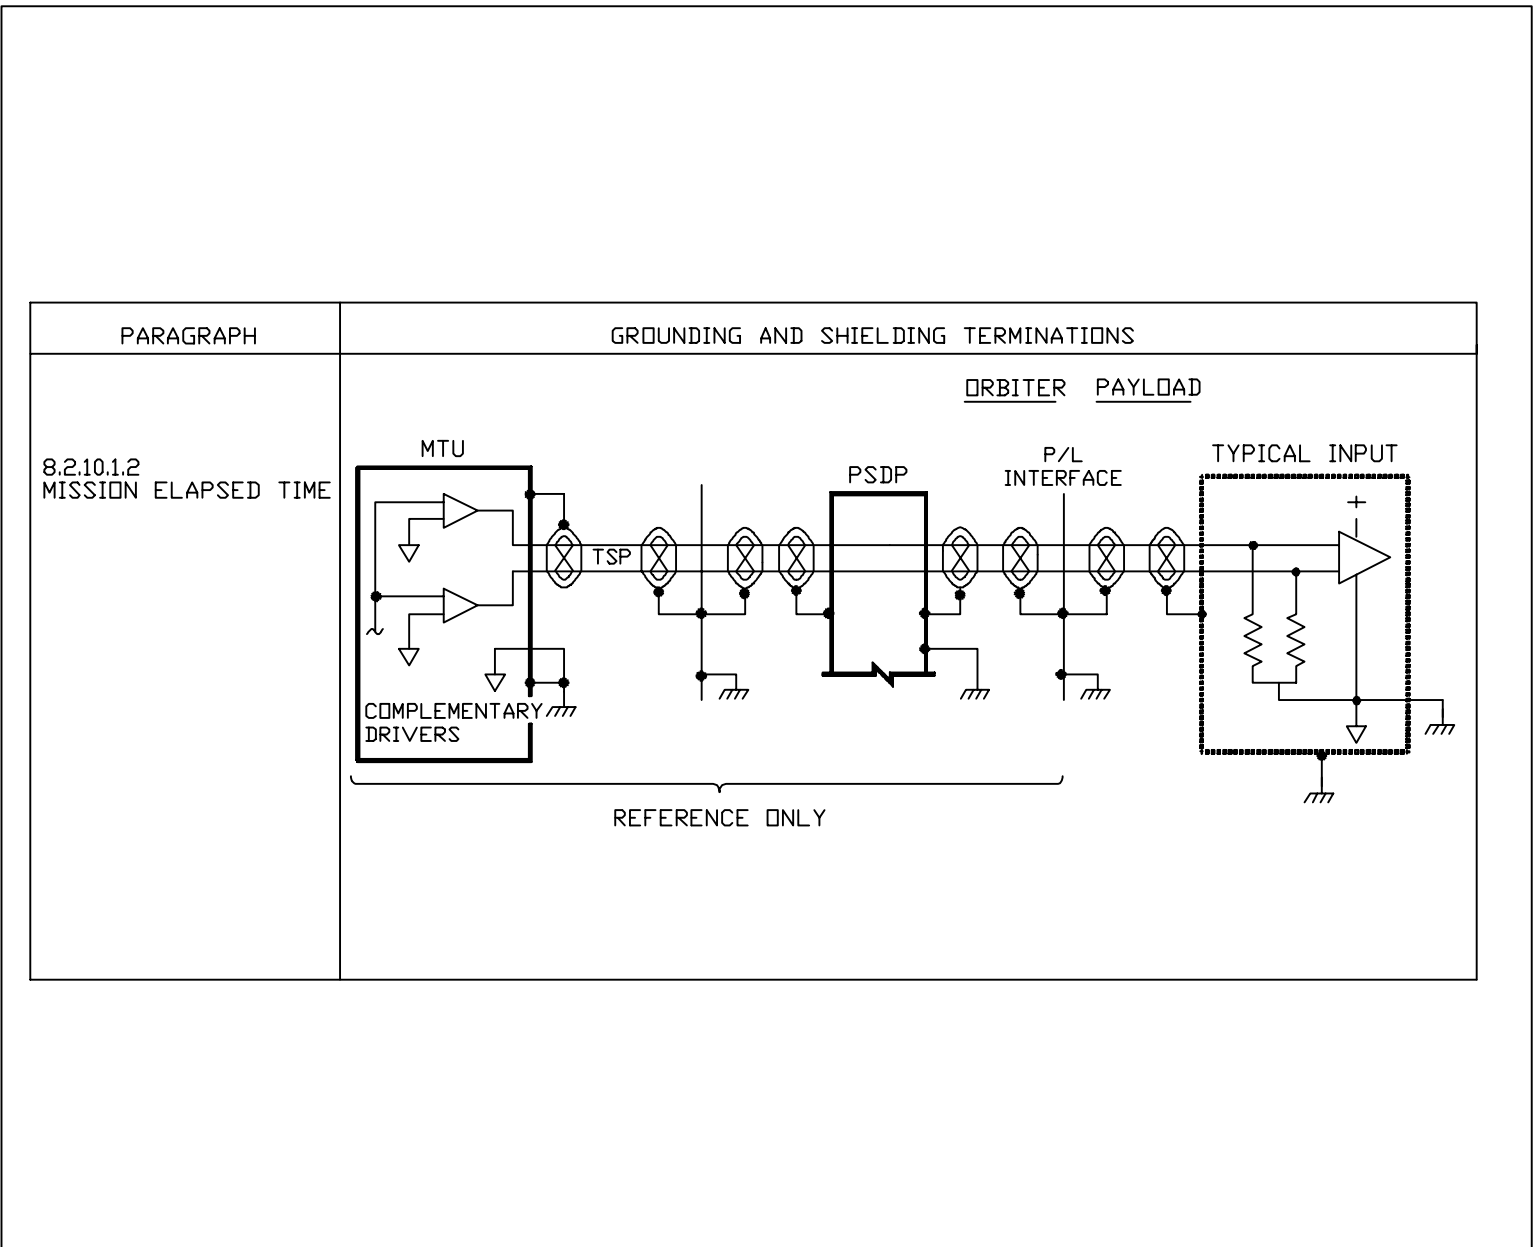 PARAGRAPH
GROUNDING AND SHIELDING TERMINATIONS
ORBITER PAYLOAD
8.2.10.1.2
MISSION ELAPSED TIME
MTU
PSDP
P/L
INTERFACE
TYPICAL INPUT
+
TSP
COMPLEMENTARY
DRIVERS
REFERENCE ONLY